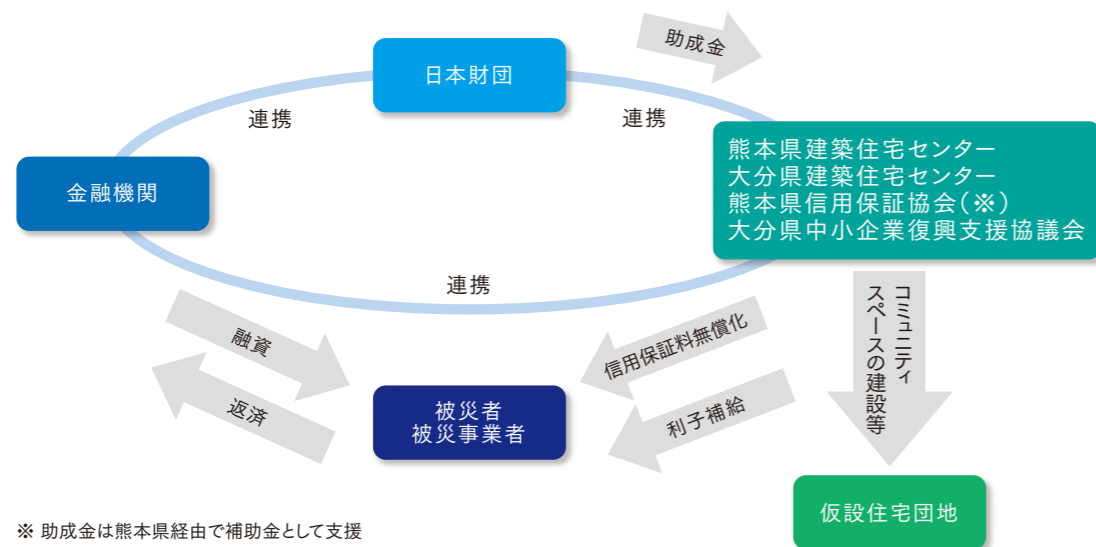 助成金
日本財団
連携
連携
熊本県建築住宅センター
大分県建築住宅センター
熊本県信用保証協会(※)
大分県中小企業復興支援協議会
金融機関
連携
融資
返済
信用保証料無償化
利子補給
コミュニティ
スペースの建設等
被災者
被災事業者
仮設住宅団地
※ 助成金は熊本県経由で補助金として支援